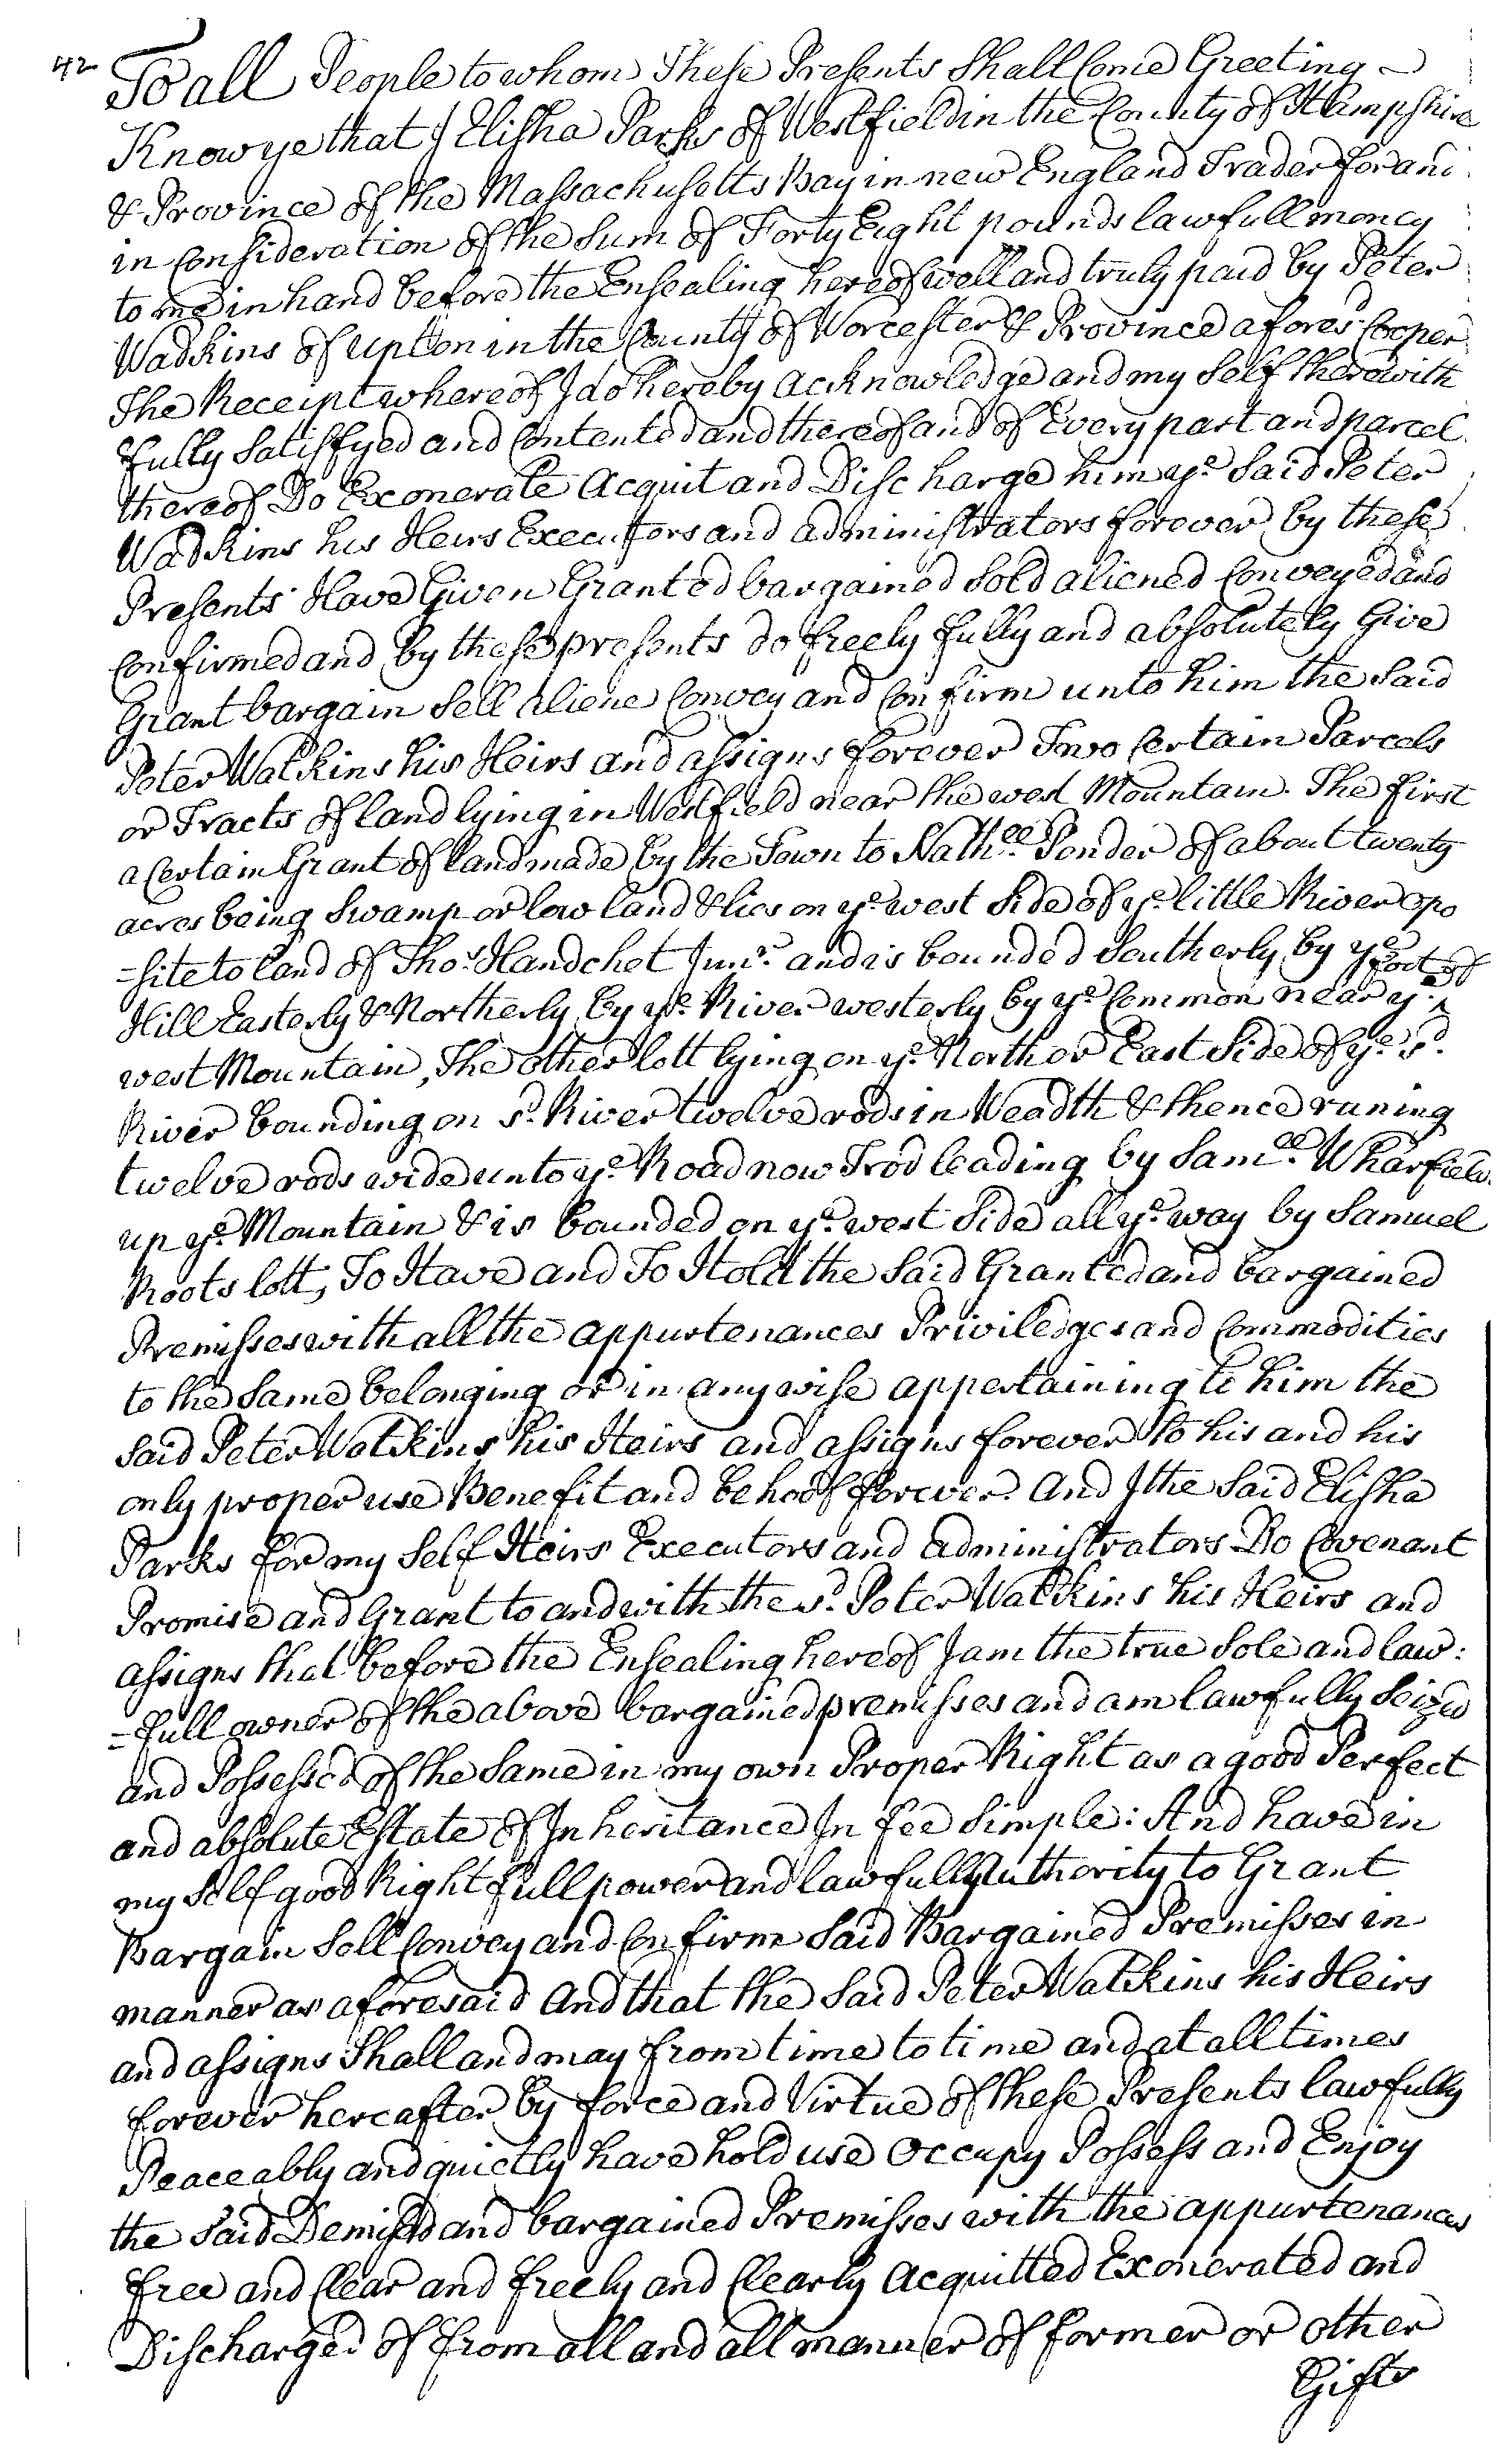 42
To all People to whom These Presents Shall Come Greeting
Know ye that I Elisha Parks of Westfield in the County of Hampshire
& Province of the Massachusetts Bay in new England Trader for and
in Consideration of the Sum of Forty Eight pounds lawfull money
to me in hand before the Ensealing hereof well and truly paid by Peter
Wadkins of upton in the County of Worcester & Province afores.d Cooper
The Receipt whereof I do hereby acknowledge and my Self therewith
fully Satisfyed and Contented and thereof and of Every part and parcel
thereof Do Exonerate Acquit and Discharge him ye Said Peter
Wadkins his Heirs Executors and administrators forever by these
Presents Have Given Granted bargained Sold aliened Conveyed and
Confirmed and by these presents do freely fully and absolutely Give
Grant bargain Sell aliene Convey and Confirm unto him the Said
Peter Watkins his Heirs and assigns forever Two Certain Parcels
or Tracts of land lying in Westfield near the west Mountain. The first
a Certain Grant of land made by the Town to Nath.ll Ponder of about twenty
acres being Swamp or low land & lies on ye west Side of ye little River opo
=site to land of Tho.s Handchet Jun.r and is bounded Southerly by ye
foot of
Hill Easterly & Northerly by ye River westerly by ye Common near ye
west Mountain, The other lott lying on ye North or East Side of ye s.d
River bounding on s.d River twelve rods in Weadth & thence runing
twelve rods wide unto ye Road now Trod leading by Sam.ll Wharfield
up ye Mountain & is bounded on ye west Side all ye way by Samuel
Roots lott, To Have and To Hold the Said Granted and bargained
Premisses with all the appurtenances Priviledges and Commodities
to the Same belonging or in any wise appertaining to him the
Said Peter Watkins his Heirs and assigns forever to his and his
only proper use Benefit and behoof forever. And I the Said Elisha
Parks for my Self Heirs Executors and administrators Do Covenant
Promise and Grant to and with the s.d Peter Watkins his Heirs and
assigns that before the Ensealing hereof I am the true Sole and law:
=full owner of the above bargained premisses and am lawfully Seized
and Possessed of the Same in my own Proper Right as a good Perfect
and absolute Estate of Inheritance In fee Simple: And have in
my Self good Right full power and lawfull Authority to Grant
Bargain Sell Convey and Confirm Said Bargained Premisses in
manner as aforesaid And that the Said Peter Watkins his Heirs
and assigns Shall and may from time to time and at all times
forever hereafter by force and Virtue of these Presents lawfully
Peaceably and quietly have hold use Occupy Possess and Enjoy
the Said Demised and bargained Premisses with the appurtenances
free and Clear and freely and Clearly Acquitted Exonerated and
Discharged of from all and all manner of former or other
Gifts